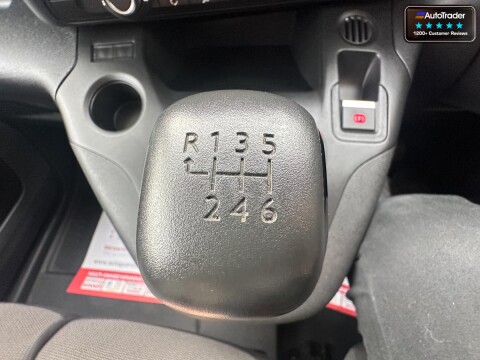 AutoTrader
1200+ Customer Reviews
R 1 3 5
2 4 6
(P)